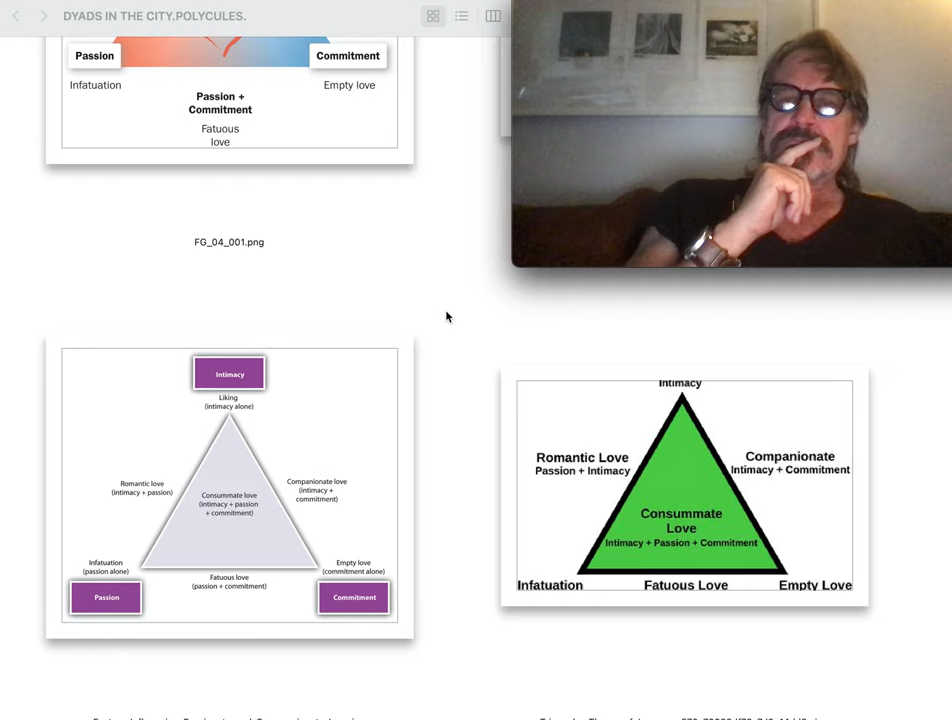 DYADS IN THE CITY.POLYCULES.
Passion
Commitment
Infatuation
Empty love
Passion +
Commitment
Fatuous
love
FG_04_001.png
Intimacy
Liking
(intimacy alone)
Romantic love
(intimacy + passion)
Companionate love
(intimacy +
commitment)
Consummate love
(intimacy + passion
+ commitment)
Infatuation
(passion alone)
Empty love
(commitment alone)
Fatuous love
(passion + commitment)
Passion
Commitment
Intimacy
Romantic Love
Passion + Intimacy
Companionate
Intimacy + Commitment
Consummate
Love
Intimacy + Passion + Commitment
Infatuation
Fatuous Love
Empty Love